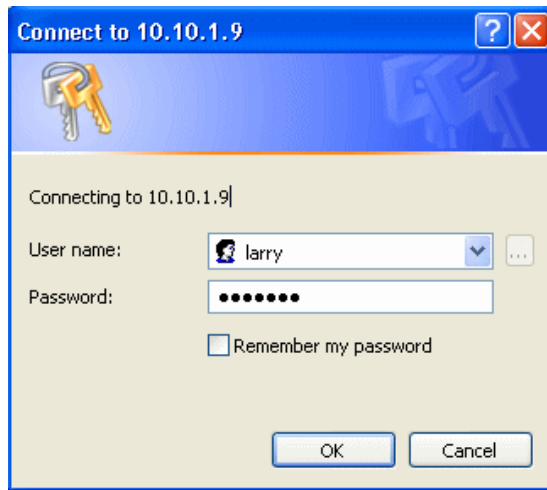 Connect to 10.10.1.9
Connecting to 10.10.1.9
User name:
larry
...
Password:
•••••••
Remember my password
OK
Cancel